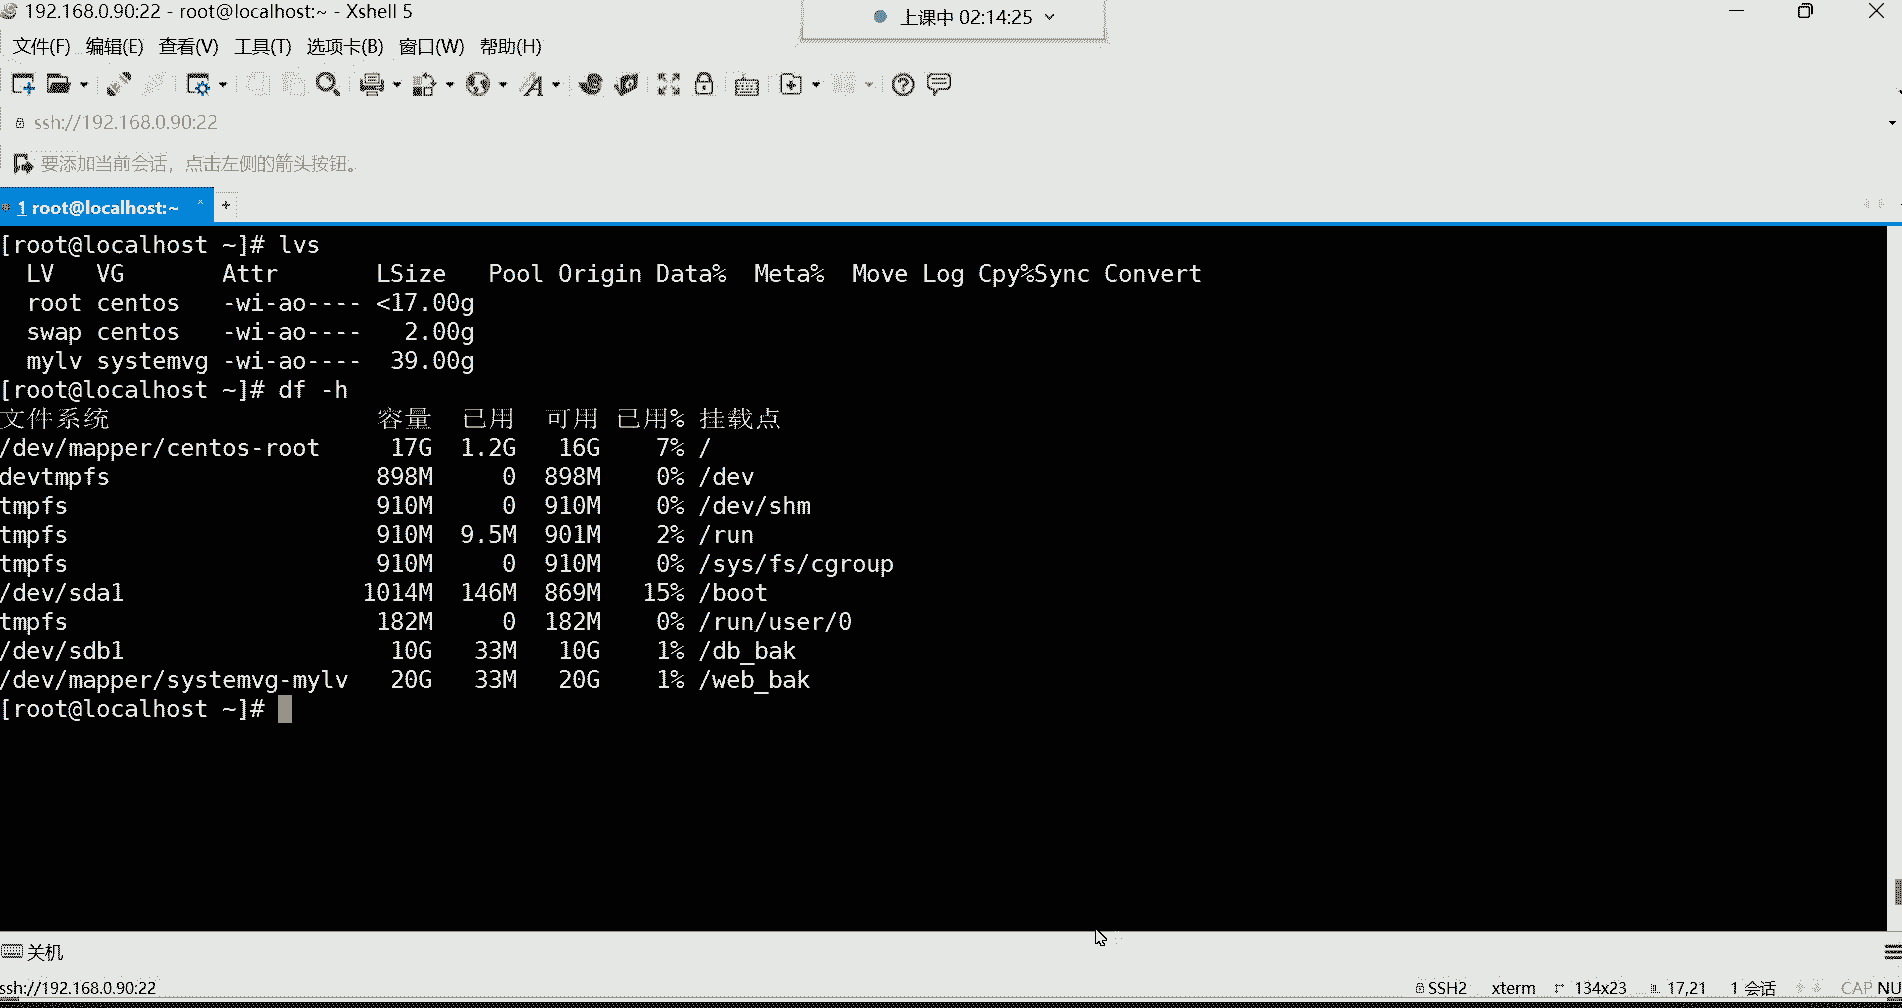 192.168.0.90:22 - root@localhost:~ - Xshell 5
上课中 02:14:25
文件(F) 编辑(E) 查看(V) 工具(T) 选项卡(B) 窗口(W) 帮助(H)
ssh://192.168.0.90:22
要添加当前会话，点击左侧的箭头按钮。
1 root@localhost:~ × +
[root@localhost ~]# lvs
  LV   VG       Attr       LSize   Pool Origin Data%  Meta%  Move Log Cpy%Sync Convert
  root centos   -wi-ao---- <17.00g
  swap centos   -wi-ao----   2.00g
  mylv systemvg -wi-ao----  39.00g
[root@localhost ~]# df -h
文件系统                   容量  已用  可用 已用% 挂载点
/dev/mapper/centos-root     17G  1.2G   16G    7% /
devtmpfs                   898M     0  898M    0% /dev
tmpfs                      910M     0  910M    0% /dev/shm
tmpfs                      910M  9.5M  901M    2% /run
tmpfs                      910M     0  910M    0% /sys/fs/cgroup
/dev/sda1                 1014M  146M  869M   15% /boot
tmpfs                      182M     0  182M    0% /run/user/0
/dev/sdb1                   10G   33M   10G    1% /db_bak
/dev/mapper/systemvg-mylv   20G   33M   20G    1% /web_bak
[root@localhost ~]#
关机
ssh://192.168.0.90:22 SSH2 xterm 134x23 17,21 1 会话 CAP NU